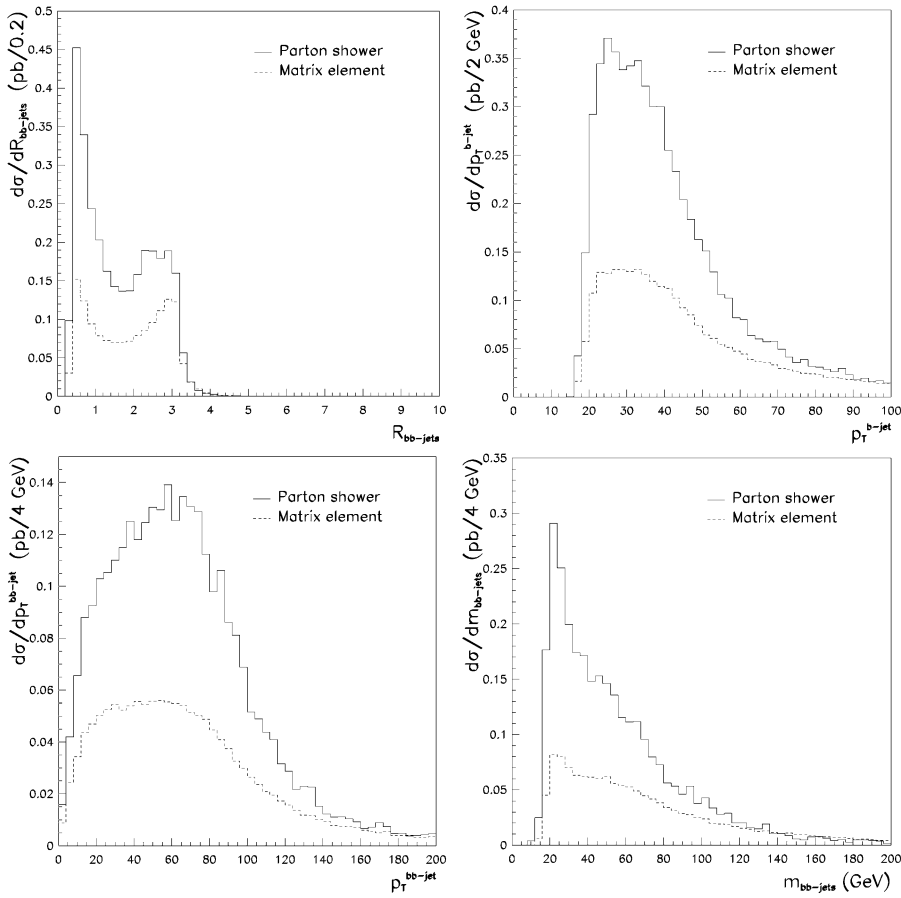 dσ/dR_bb-jets (pb/0.2)
0.5
0.45
0.4
0.35
0.3
0.25
0.2
0.15
0.1
0.05
0
Parton shower
Matrix element
0 1 2 3 4 5 6 7 8 9 10
R_bb-jets
dσ/dp_T^b-jet (pb/2 GeV)
0.4
0.35
0.3
0.25
0.2
0.15
0.1
0.05
0
Parton shower
Matrix element
0 10 20 30 40 50 60 70 80 90 100
p_T^b-jet
dσ/dp_T^bb-jet (pb/4 GeV)
0.14
0.12
0.1
0.08
0.06
0.04
0.02
0
Parton shower
Matrix element
0 20 40 60 80 100 120 140 160 180 200
p_T^bb-jet
dσ/dm_bb-jets (pb/4 GeV)
0.35
0.3
0.25
0.2
0.15
0.1
0.05
0
Parton shower
Matrix element
0 20 40 60 80 100 120 140 160 180 200
m_bb-jets (GeV)